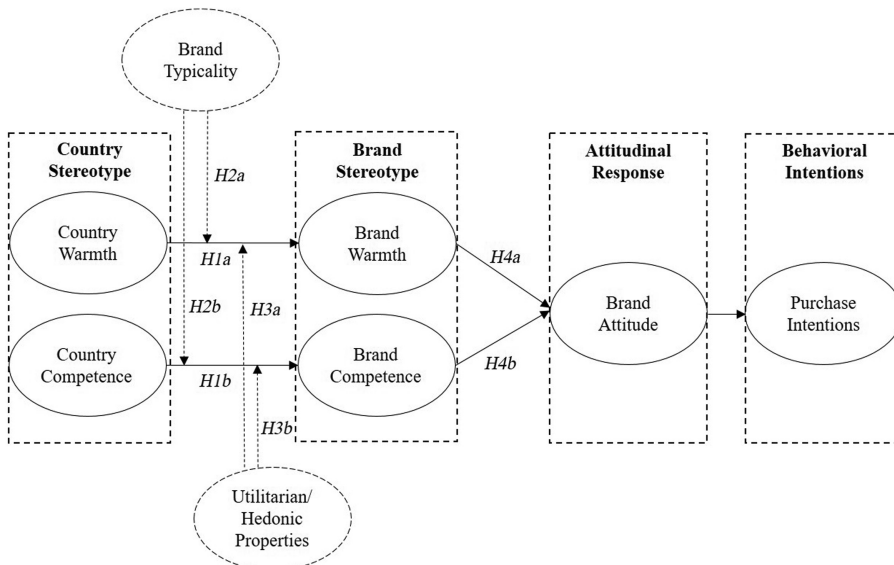 Brand
Typicality
Country
Stereotype
Brand
Stereotype
Attitudinal
Response
Behavioral
Intentions
H2a
Country
Warmth
H1a
Brand
Warmth
H4a
H2b
H3a
Brand
Attitude
Purchase
Intentions
Country
Competence
H1b
Brand
Competence
H4b
H3b
Utilitarian/
Hedonic
Properties